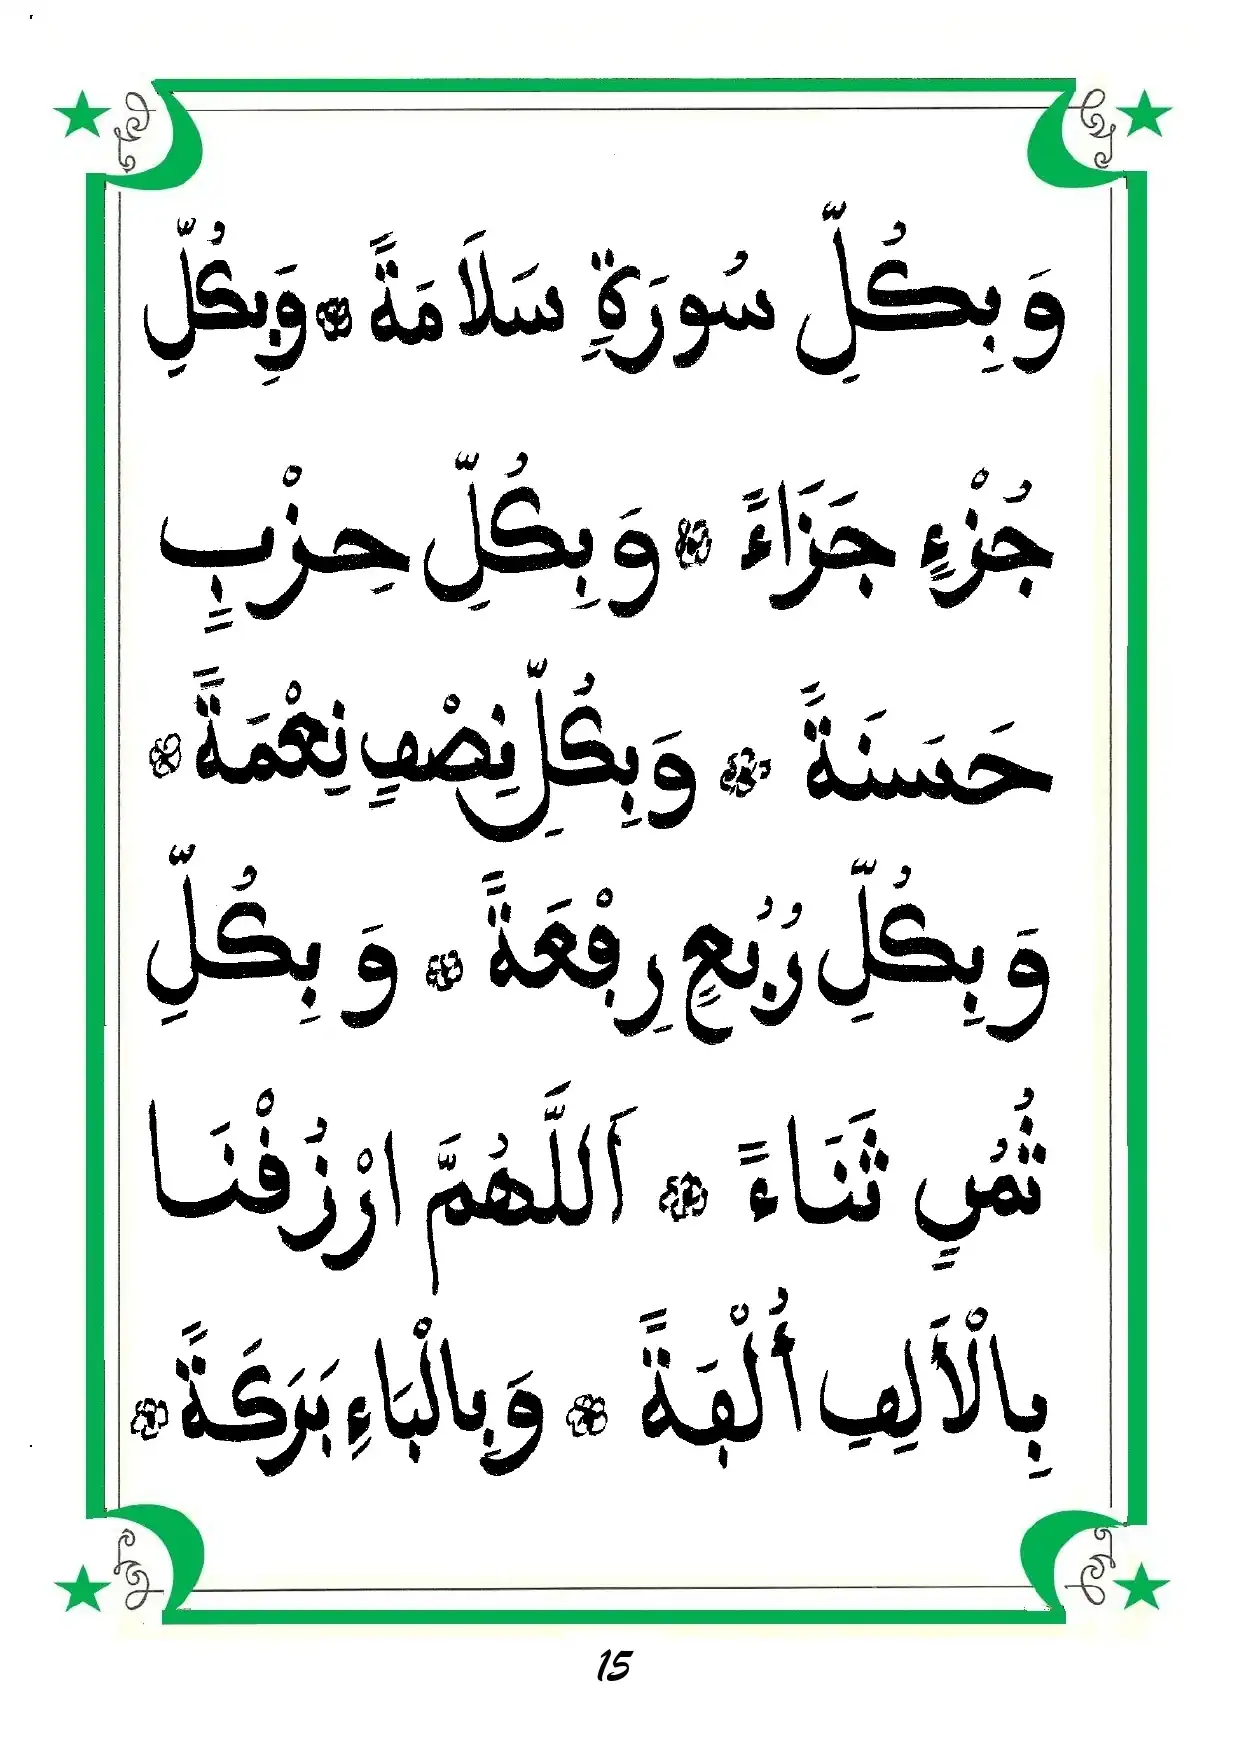 وَبِكُلِّ سُورَةٍ سَلَامَةً ۞ وَبِكُلِّ
جُزْءٍ جَزَاءً ۞ وَبِكُلِّ حِزْبٍ
حَسَنَةً ۞ وَبِكُلِّ نِصْفٍ نِعْمَةً ۞
وَبِكُلِّ رُبُعٍ رِفْعَةً ۞ وَبِكُلِّ
ثُمُنٍ ثَنَاءً ۞ اَللَّهُمَّ ارْزُقْنَا
بِالْأَلِفِ أُلْفَةً ۞ وَبِالْبَاءِ بَرَكَةً ۞
15